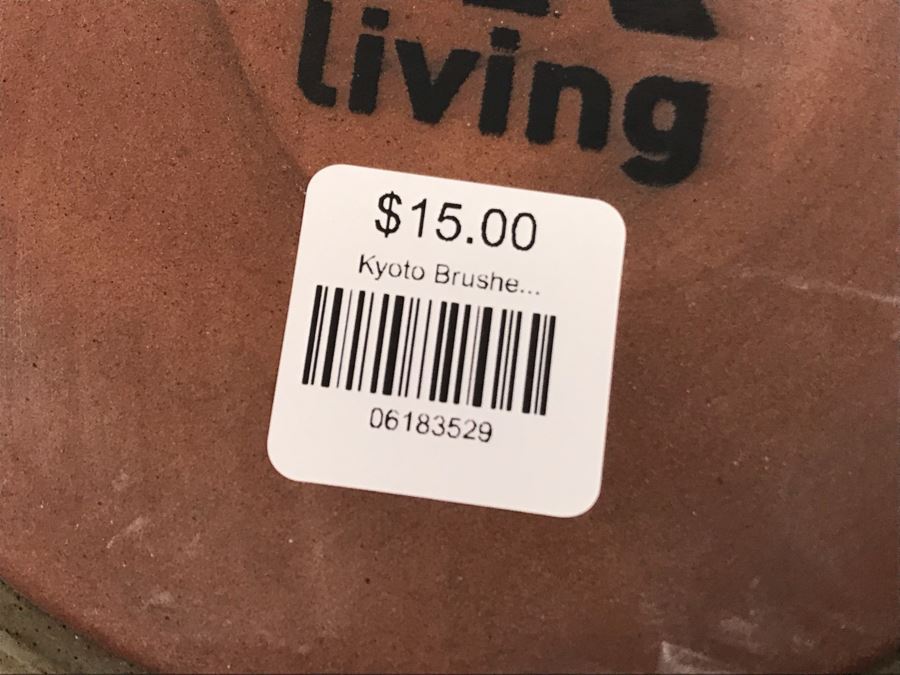 living
$15.00
Kyoto Brushe...
06183529